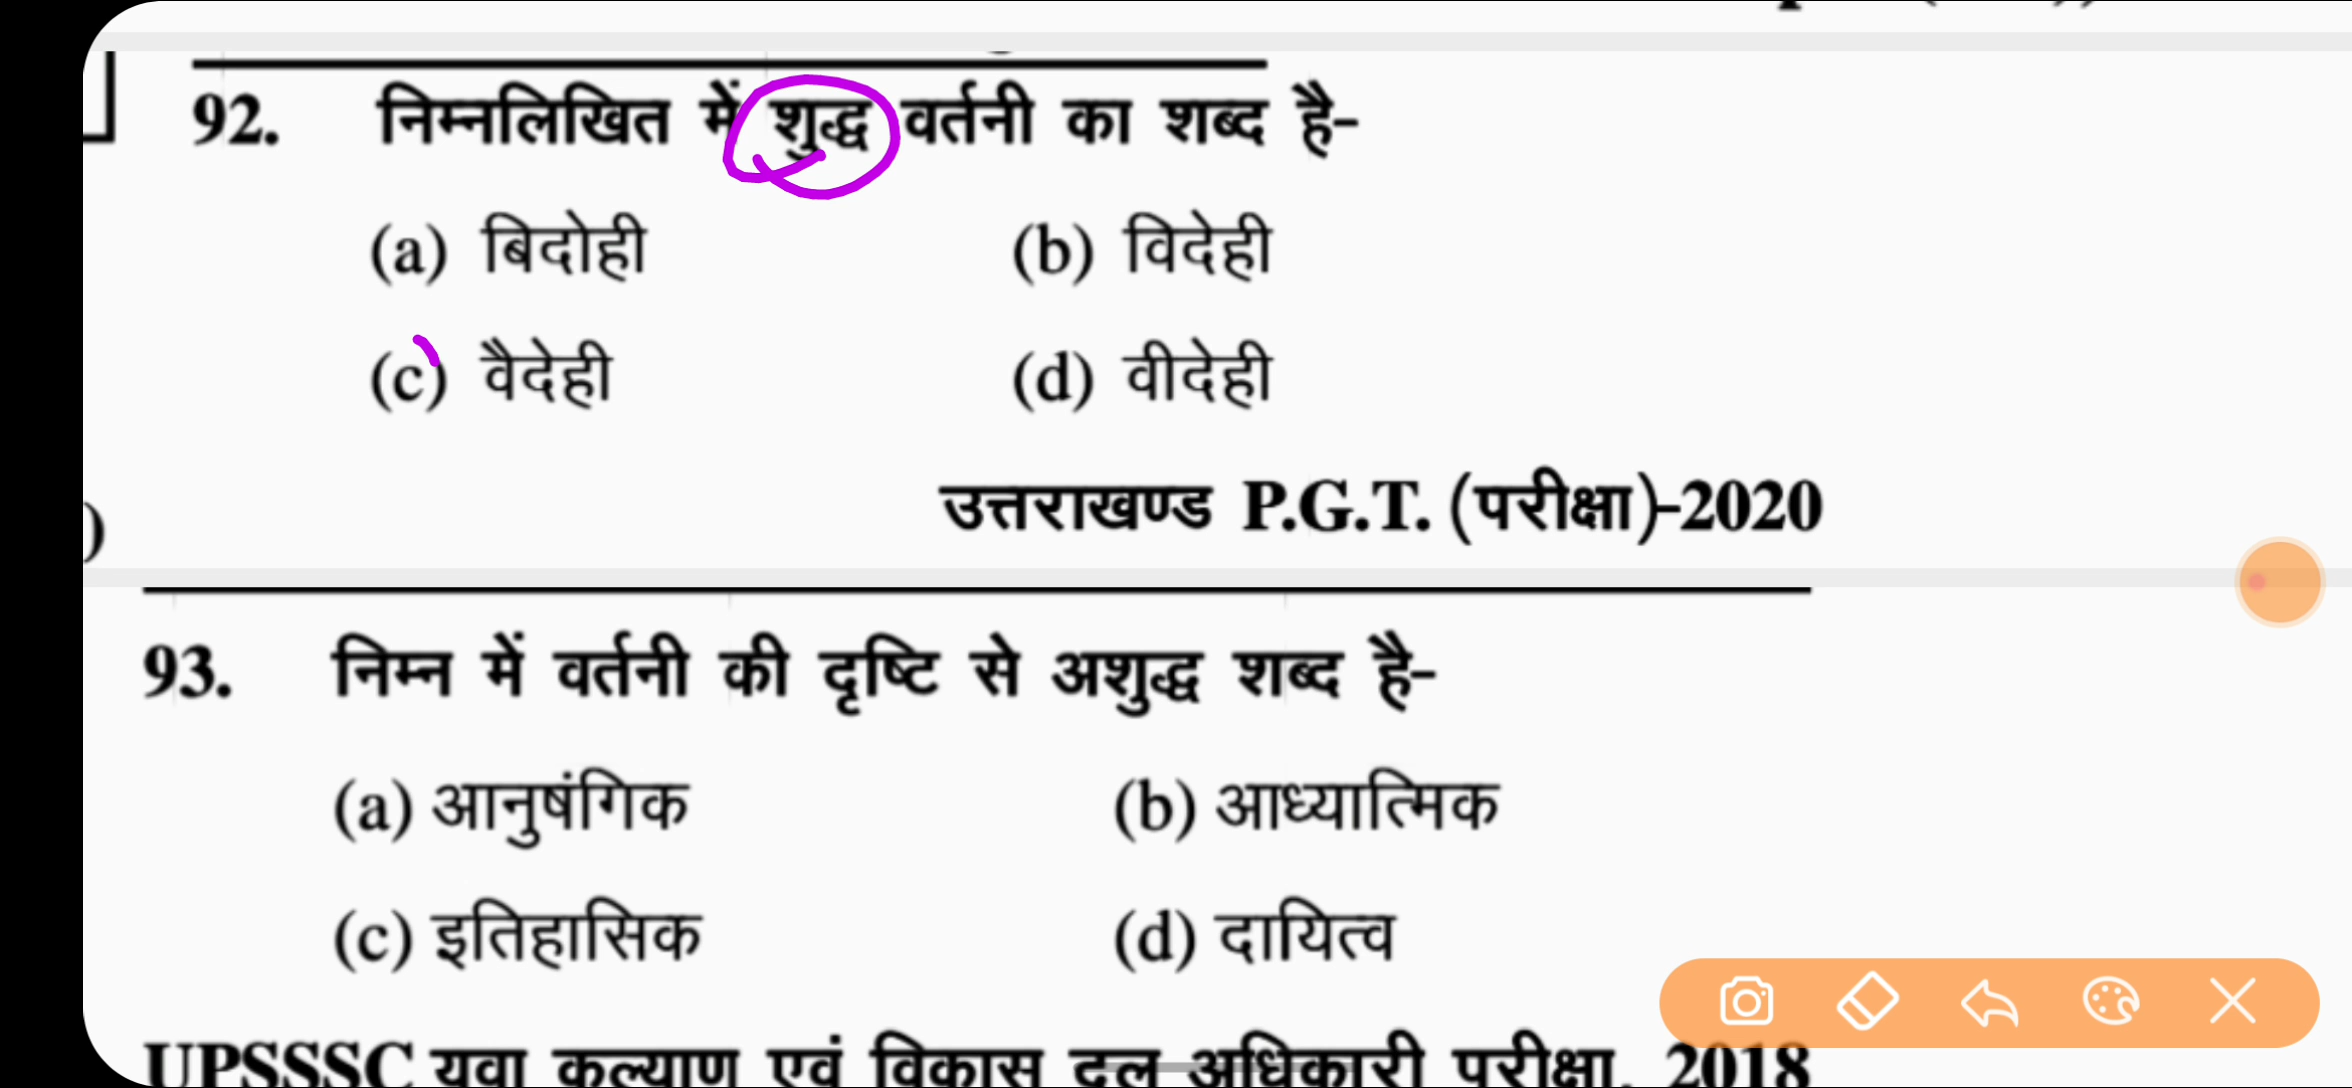 92. निम्नलिखित में शुद्ध वर्तनी का शब्द है-
(a) बिदोही (b) विदेही
(c) वैदेही (d) वीदेही
उत्तराखण्ड P.G.T. (परीक्षा)-2020
)
93. निम्न में वर्तनी की दृष्टि से अशुद्ध शब्द है-
(a) आनुषंगिक (b) आध्यात्मिक
(c) इतिहासिक (d) दायित्व
UPSSSC युवा कल्याण एवं विकास दल अधिकारी परीक्षा, 2018